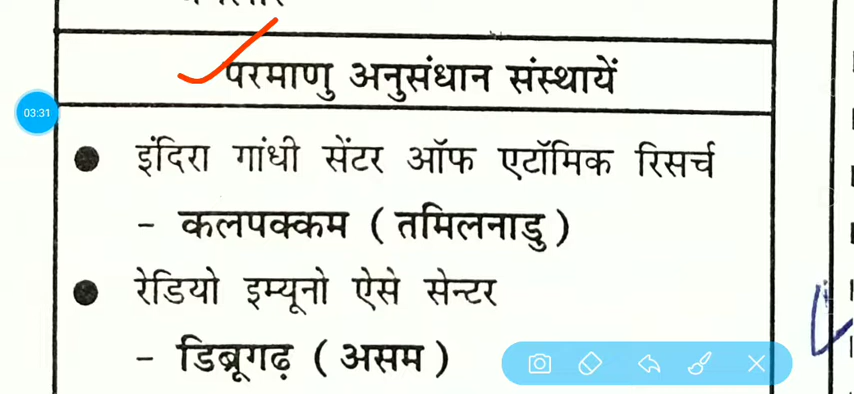 परमाणु अनुसंधान संस्थायें
03:31
● इंदिरा गांधी सेंटर ऑफ एटॉमिक रिसर्च
- कलपक्कम (तमिलनाडु)
● रेडियो इम्यूनो ऐसे सेन्टर
- डिब्रूगढ़ (असम)